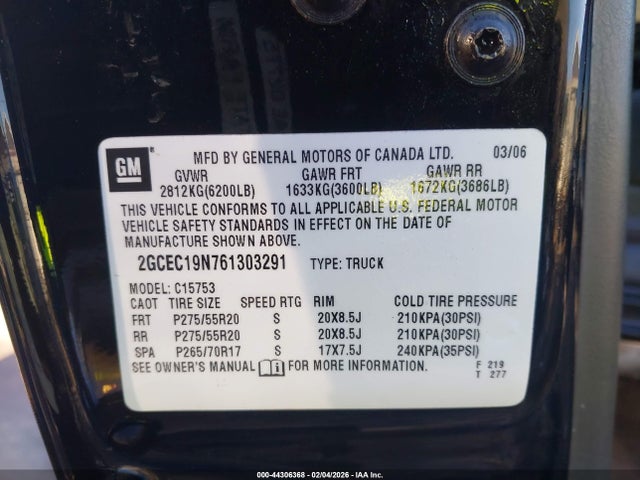 GM
MFD BY GENERAL MOTORS OF CANADA LTD. 03/06
GVWR GAWR FRT GAWR RR
2812KG(6200LB) 1633KG(3600LB) 1672KG(3686LB)
THIS VEHICLE CONFORMS TO ALL APPLICABLE U.S. FEDERAL MOTOR
VEHICLE SAFETY STANDARDS IN EFFECT ON THE DATE OF
MANUFACTURE SHOWN ABOVE.
2GCEC19N761303291 TYPE: TRUCK
MODEL: C15753
CAOT TIRE SIZE SPEED RTG RIM COLD TIRE PRESSURE
FRT P275/55R20 S 20X8.5J 210KPA(30PSI)
RR P275/55R20 S 20X8.5J 210KPA(30PSI)
SPA P265/70R17 S 17X7.5J 240KPA(35PSI)
SEE OWNER'S MANUAL FOR MORE INFORMATION.
F 219
T 277
000-44306368 - 02/04/2026 - IAA Inc.